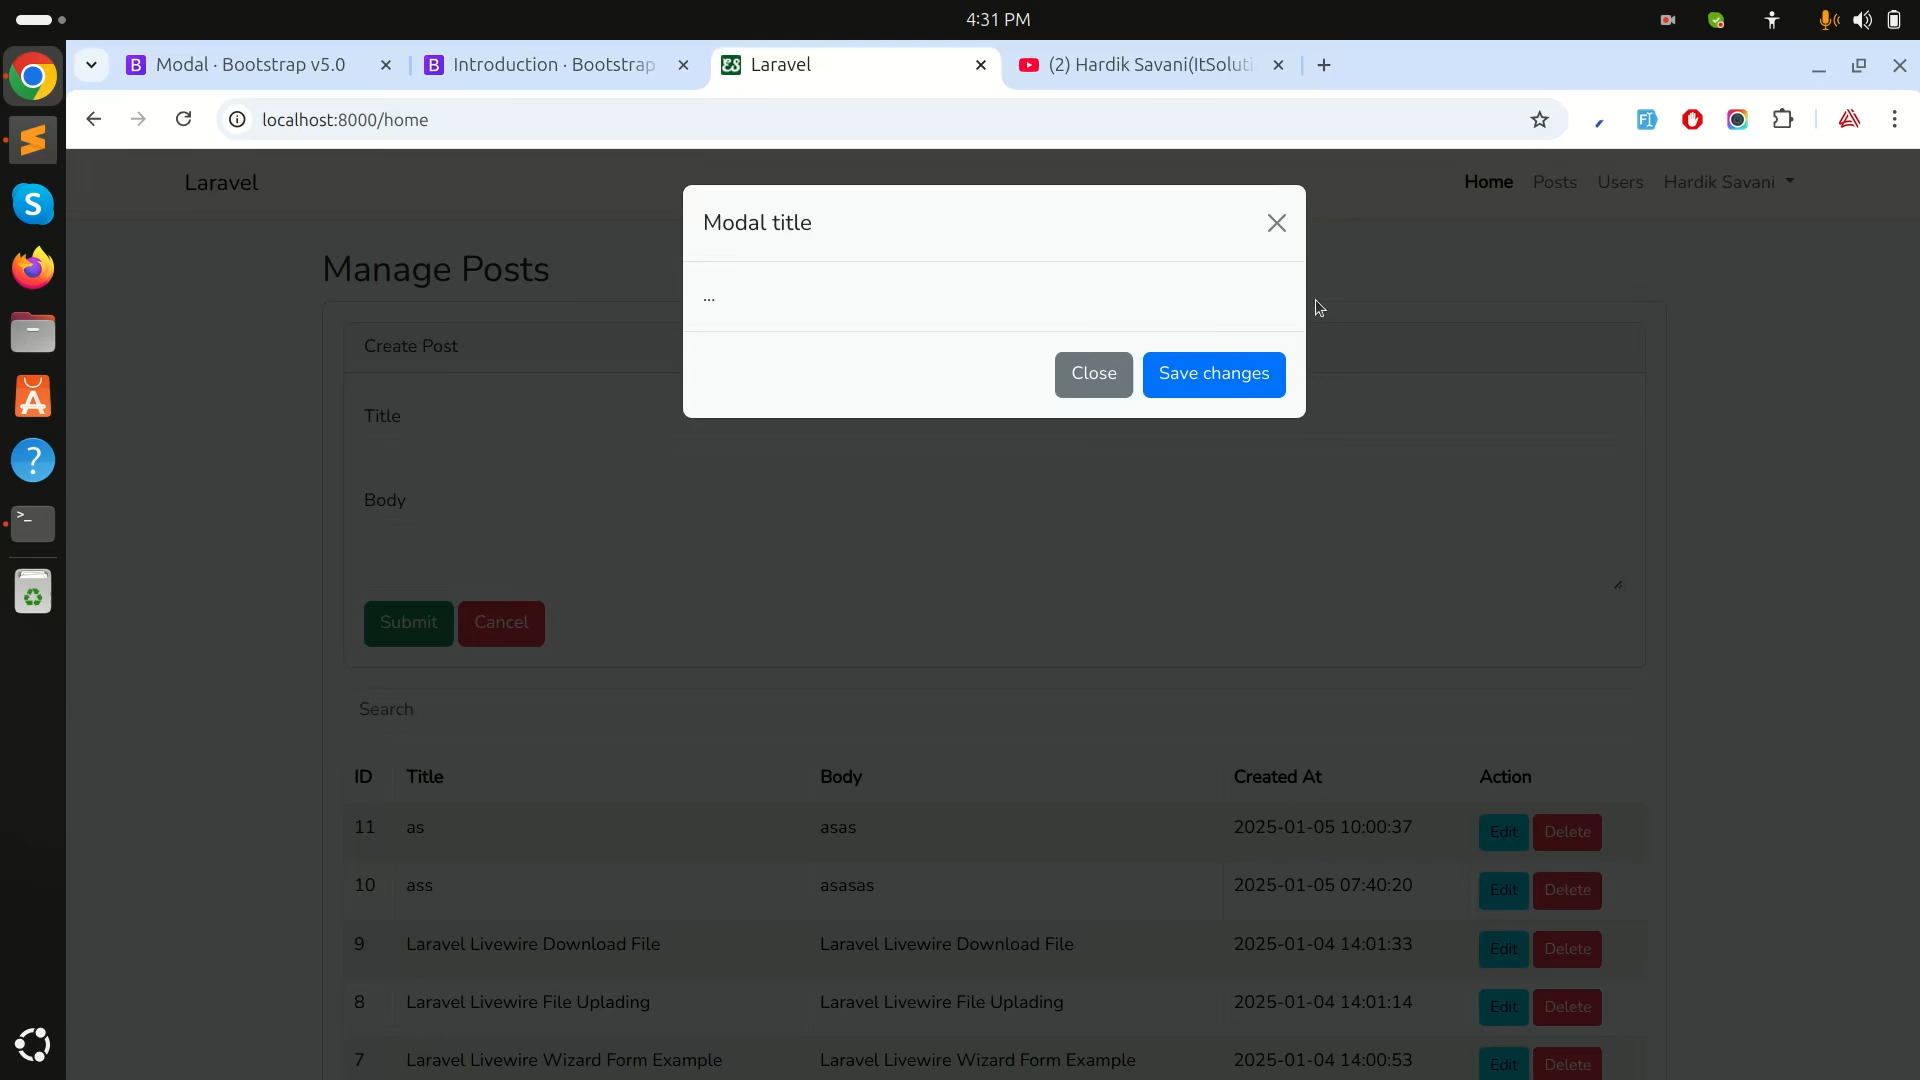 4:31 PM
Modal · Bootstrap v5.0
Introduction · Bootstrap
Laravel
(2) Hardik Savani(ItSoluti
localhost:8000/home
Laravel
Home Posts Users Hardik Savani
Modal title
...
Close Save changes
Manage Posts
Create Post
Title
Body
Submit Cancel
Search
ID Title Body Created At Action
11 as asas 2025-01-05 10:00:37 Edit Delete
10 ass asasas 2025-01-05 07:40:20 Edit Delete
9 Laravel Livewire Download File Laravel Livewire Download File 2025-01-04 14:01:33 Edit Delete
8 Laravel Livewire File Uplading Laravel Livewire File Uplading 2025-01-04 14:01:14 Edit Delete
7 Laravel Livewire Wizard Form Example Laravel Livewire Wizard Form Example 2025-01-04 14:00:53 Edit Delete